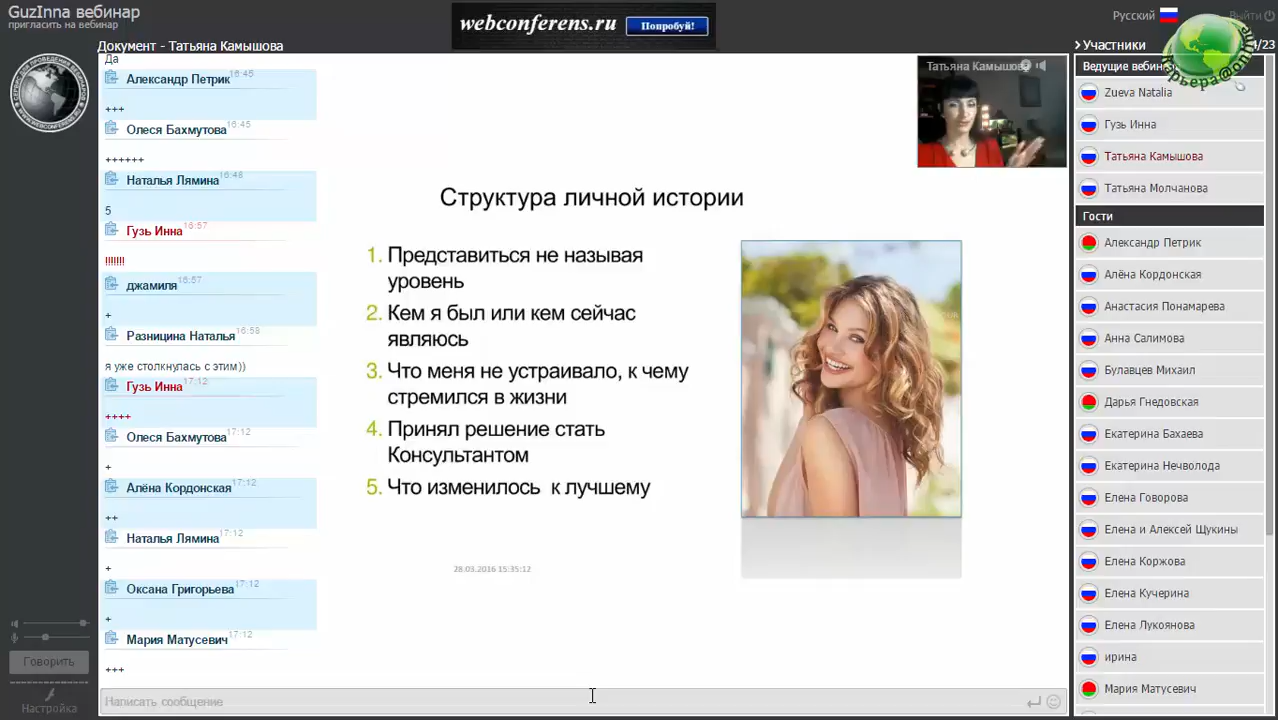 GuzInna вебинар
пригласить на вебинар
webconferens.ru
Попробуй!
Русский
Выйти
Документ - Татьяна Камышова
Да
Александр Петрик 16:45
+++
Олеся Бахмутова 16:45
++++++
Наталья Лямина 16:48
5
Гузь Инна 16:57
!!!!!!!
джамиля 16:57
+
Разницина Наталья 16:59
я уже столкнулась с этим))
Гузь Инна 17:12
++++
Олеся Бахмутова 17:12
+
Алёна Кордонская 17:12
++
Наталья Лямина 17:12
+
Оксана Григорьева 17:12
+
Мария Матусевич 17:12
+++
Говорить
Настройка
Написать сообщение
Структура личной истории
1. Представиться не называя
уровень
2. Кем я был или кем сейчас
являюсь
3. Что меня не устраивало, к чему
стремился в жизни
4. Принял решение стать
Консультантом
5. Что изменилось к лучшему
28.03.2016 15:35:12
Татьяна Камышова
Участники
/23
Ведущие
Zueva Natalia
Гузь Инна
Татьяна Камышова
Татьяна Молчанова
Гости
Александр Петрик
Алёна Кордонская
Анастасия Понамарева
Анна Салимова
Булавцев Михаил
Дарья Гнедовская
Екатерина Бахаева
Екатерина Нечволода
Елена Говорова
Елена и Алексей Щукины
Елена Коржова
Елена Кучерина
Елена Лукоянова
ирина
Мария Матусевич